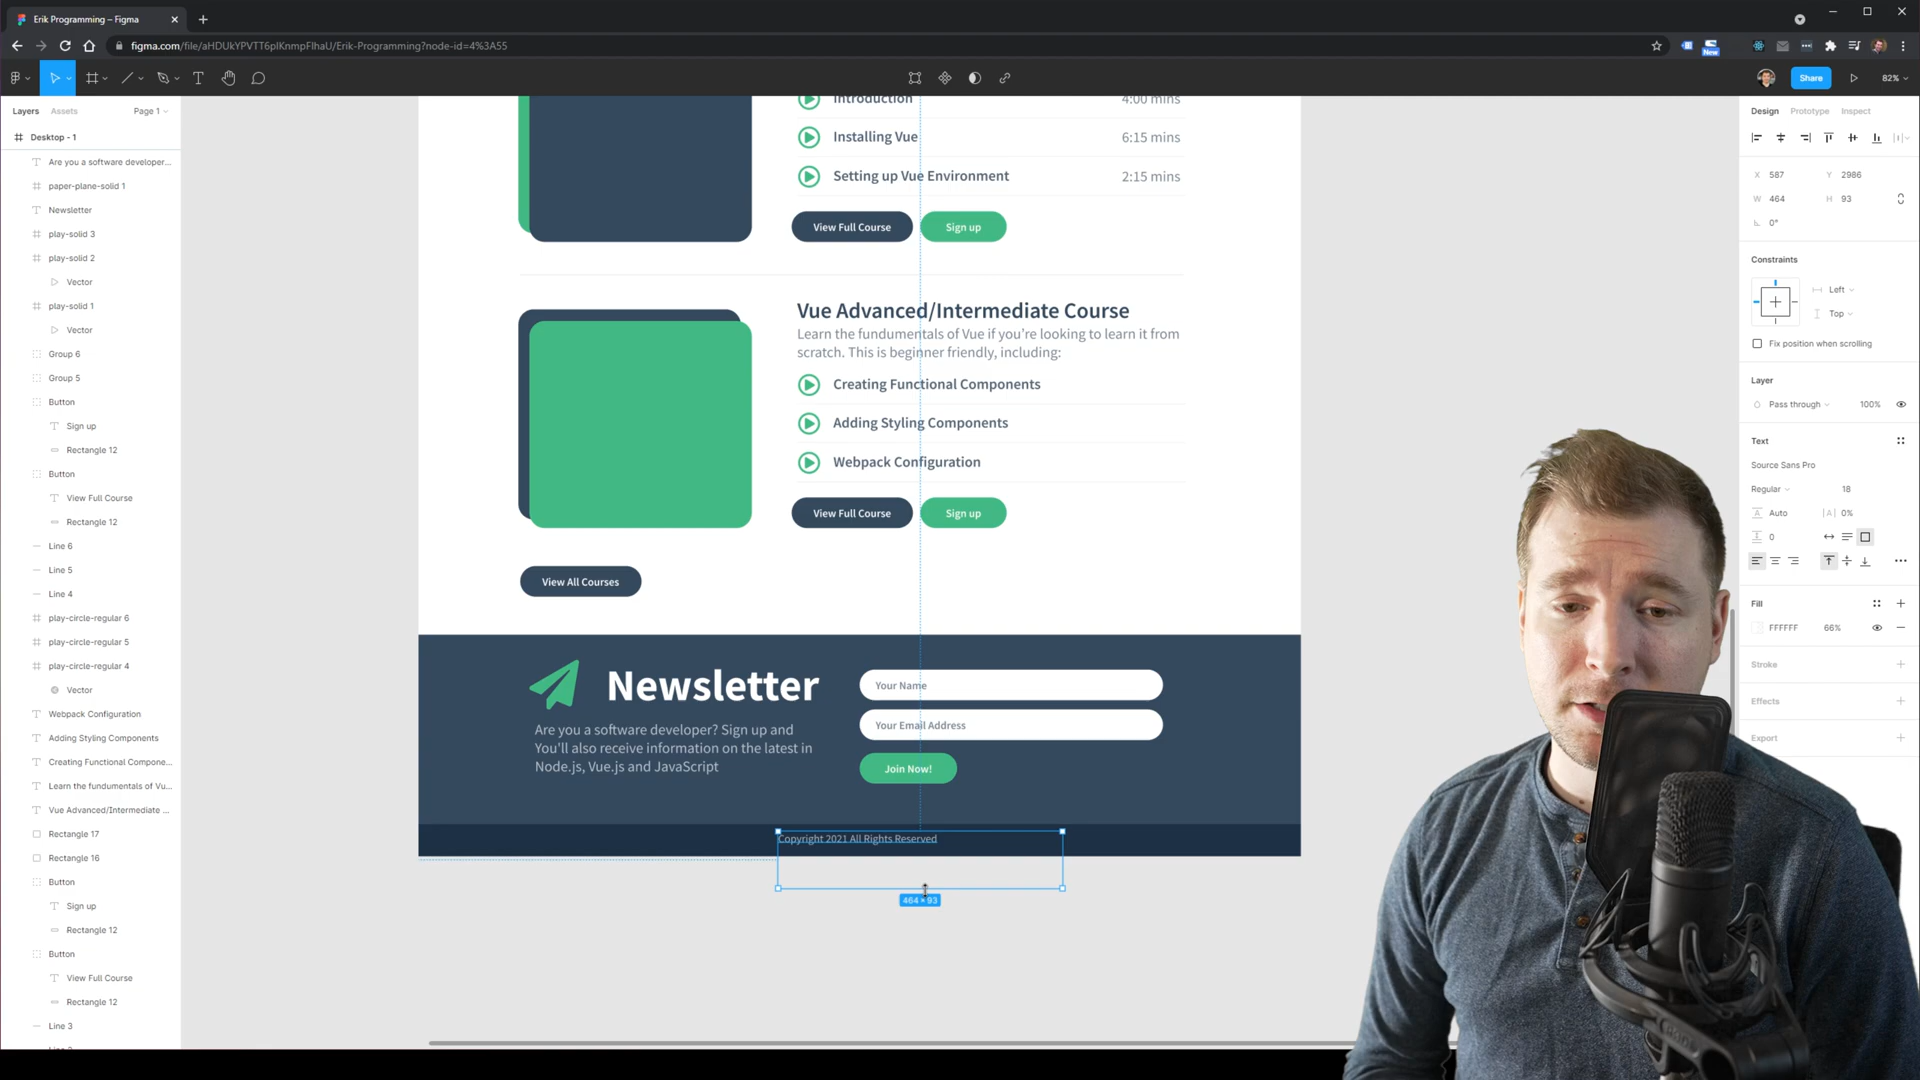 Erik Programming – Figma
figma.com/file/aHDUkYPVTT6pIKnmpFIhaU/Erik-Programming?node-id=4%3A55
New
Share
82%
Layers
Assets
Page 1
Desktop - 1
Are you a software developer...
paper-plane-solid 1
Newsletter
play-solid 3
play-solid 2
Vector
play-solid 1
Vector
Group 6
Group 5
Button
Sign up
Rectangle 12
Button
View Full Course
Rectangle 12
Line 6
Line 5
Line 4
play-circle-regular 6
play-circle-regular 5
play-circle-regular 4
Vector
Webpack Configuration
Adding Styling Components
Creating Functional Compone...
Learn the fundumentals of Vu...
Vue Advanced/Intermediate ...
Rectangle 17
Rectangle 16
Button
Sign up
Rectangle 12
Button
View Full Course
Rectangle 12
Line 3
Introduction
4:00 mins
Installing Vue
6:15 mins
Setting up Vue Environment
2:15 mins
View Full Course
Sign up
Vue Advanced/Intermediate Course
Learn the fundumentals of Vue if you're looking to learn it from
scratch. This is beginner friendly, including:
Creating Functional Components
Adding Styling Components
Webpack Configuration
View Full Course
Sign up
View All Courses
Newsletter
Are you a software developer? Sign up and
You'll also receive information on the latest in
Node.js, Vue.js and JavaScript
Your Name
Your Email Address
Join Now!
Copyright 2021 All Rights Reserved
464 × 93
Design
Prototype
Inspect
X 587
Y 2986
W 464
H 93
0°
Constraints
Left
Top
Fix position when scrolling
Layer
Pass through
100%
Text
Source Sans Pro
Regular
18
Auto
0%
0
Fill
FFFFFF
66%
Stroke
Effects
Export